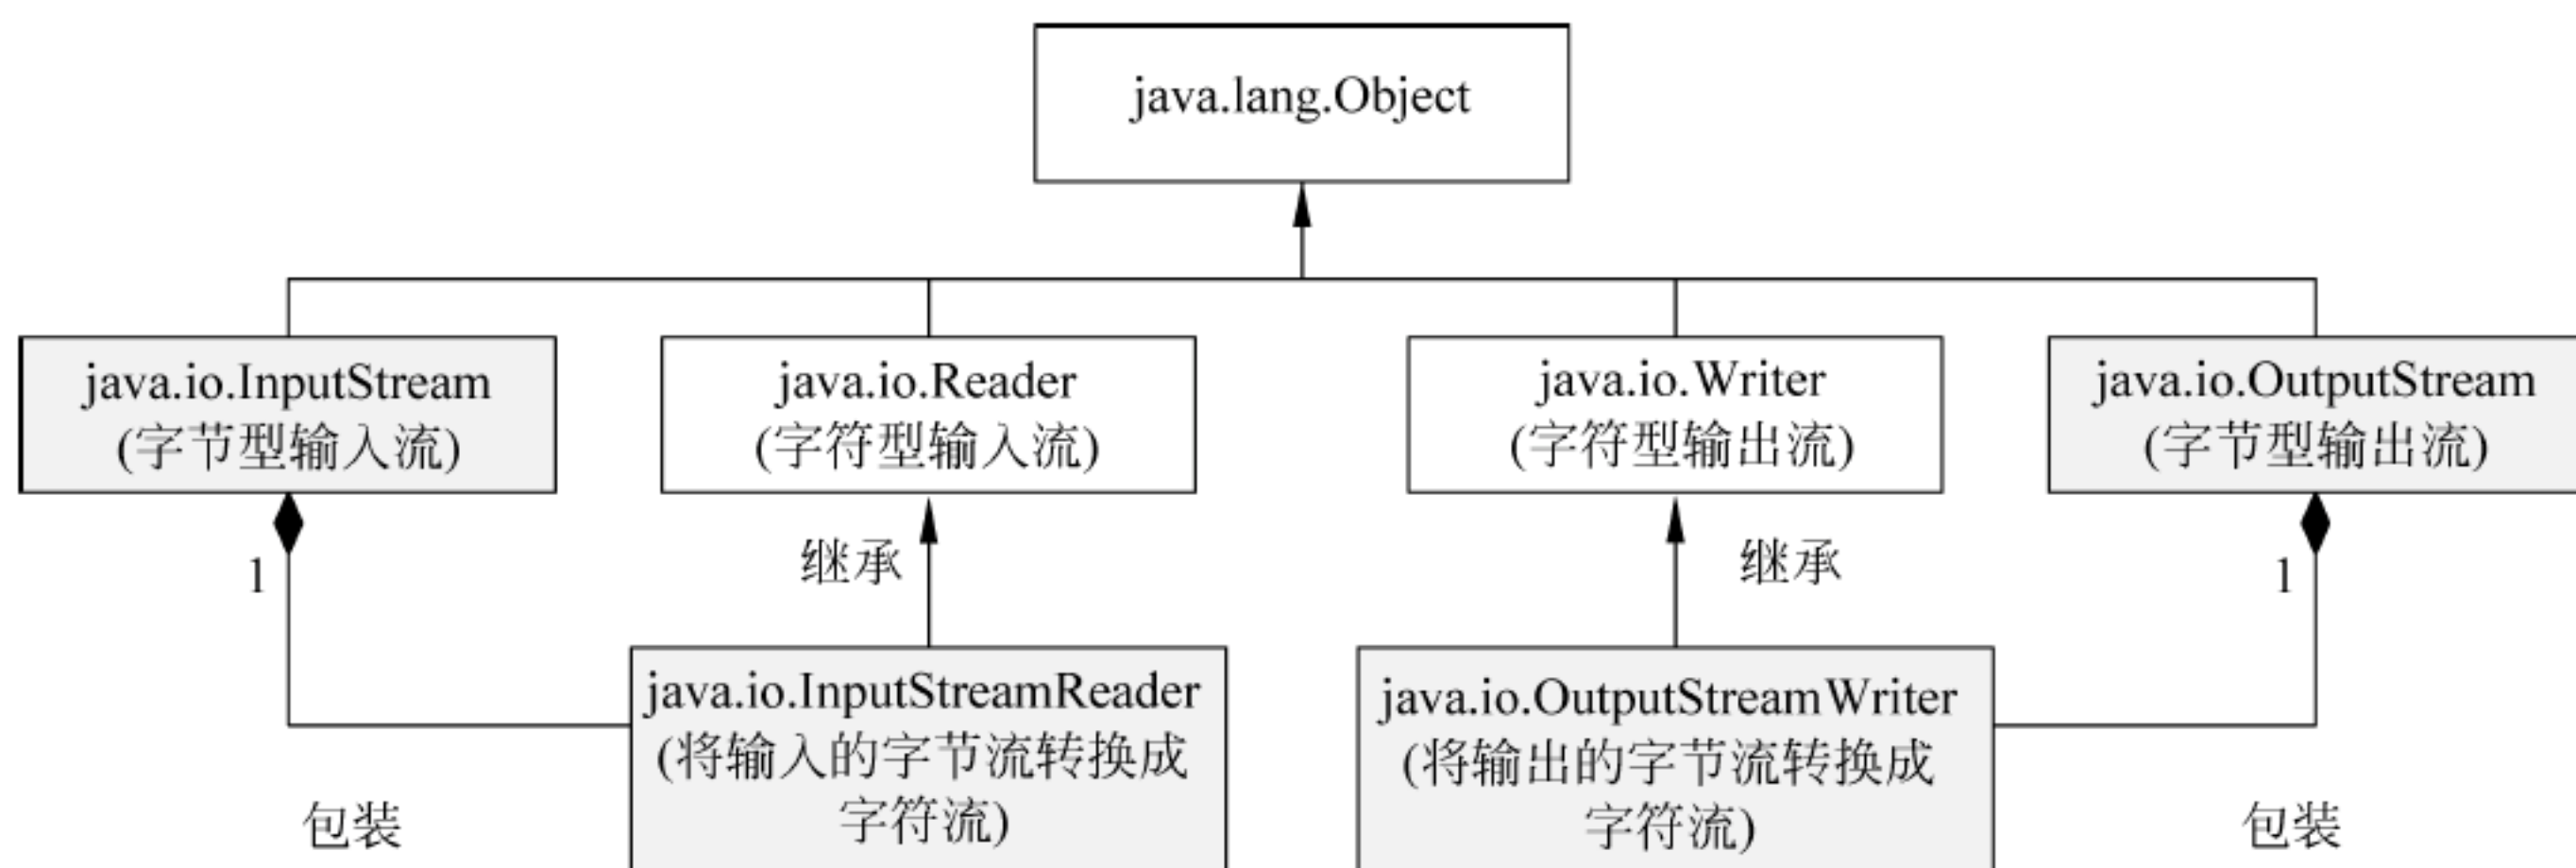 java.lang.Object
java.io.InputStream
(字节型输入流)
java.io.Reader
(字符型输入流)
java.io.Writer
(字符型输出流)
java.io.OutputStream
(字节型输出流)
1
继承
继承
1
java.io.InputStreamReader
(将输入的字节流转换成
字符流)
java.io.OutputStreamWriter
(将输出的字节流转换成
字符流)
包装
包装